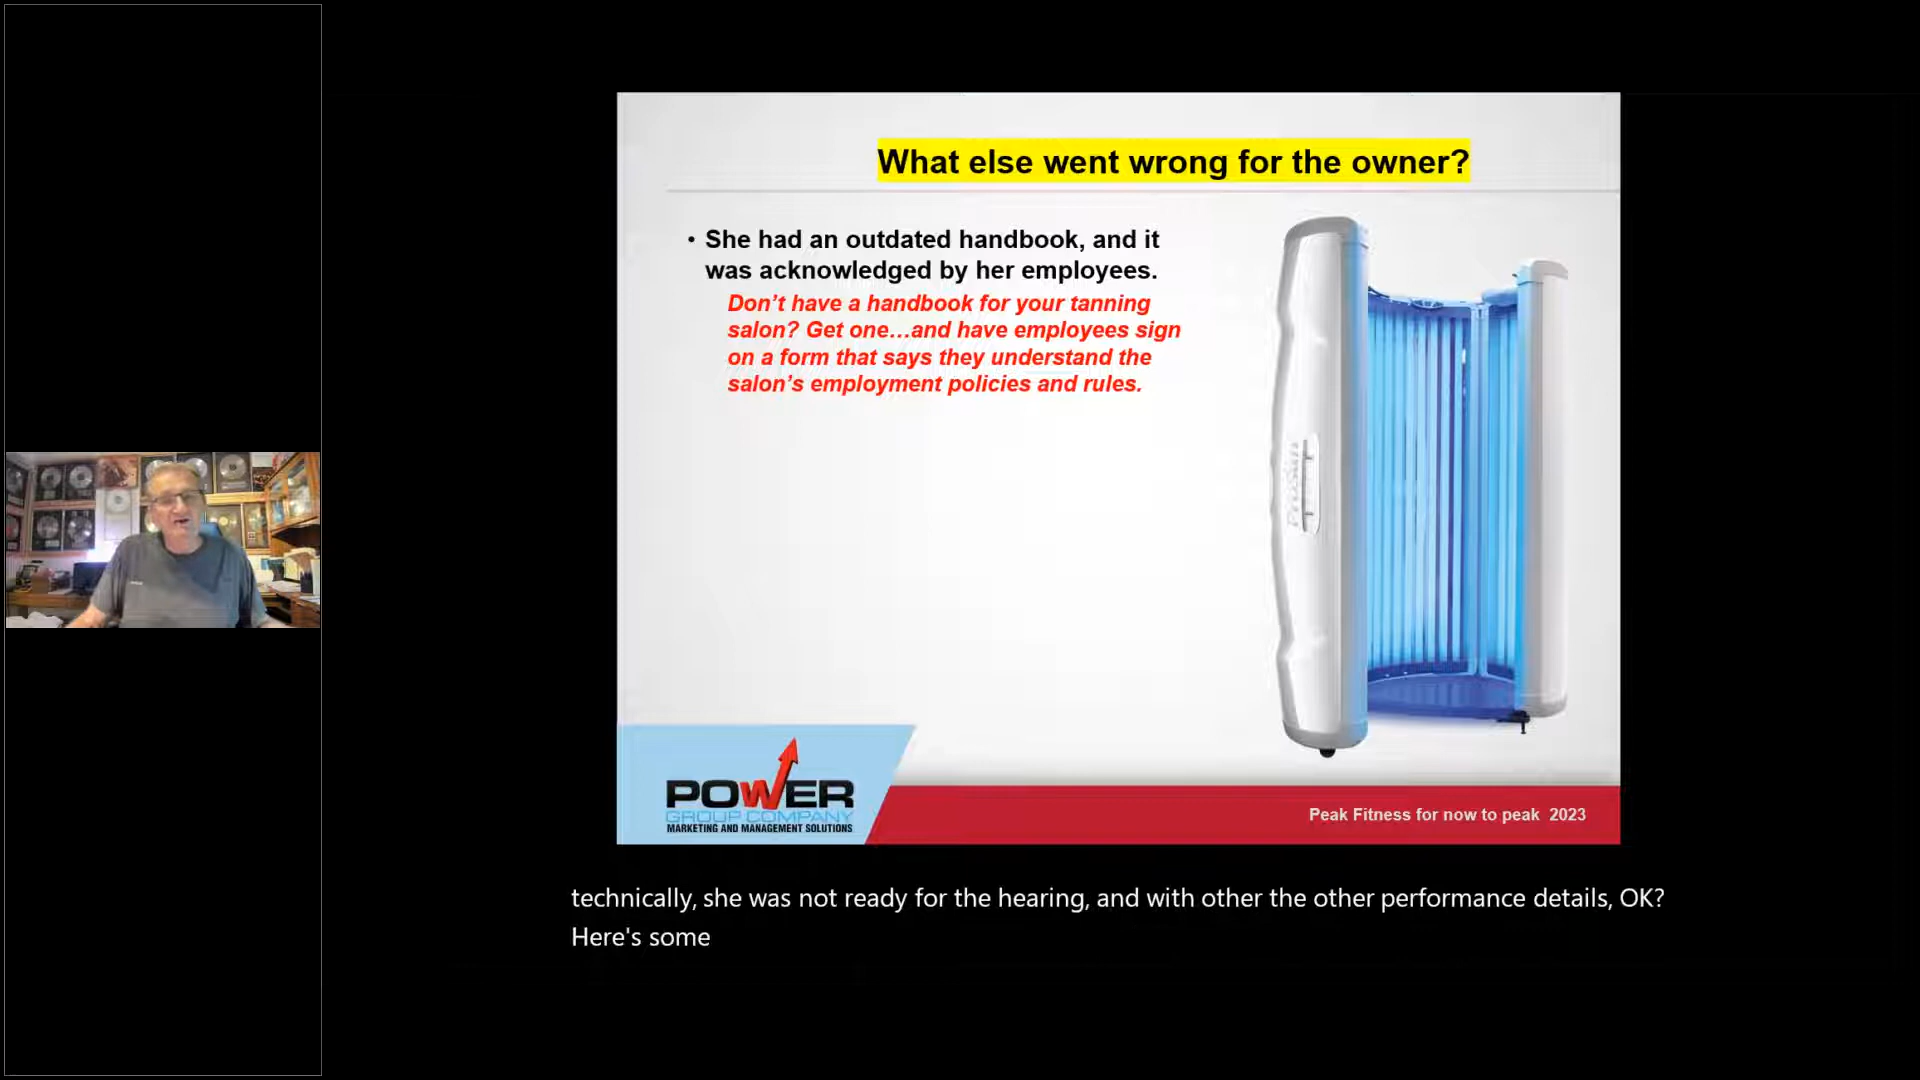 What else went wrong for the owner?
• She had an outdated handbook, and it
was acknowledged by her employees.
Don’t have a handbook for your tanning
salon? Get one…and have employees sign
on a form that says they understand the
salon’s employment policies and rules.
POWER
GROUP COMPANY
MARKETING AND MANAGEMENT SOLUTIONS
Peak Fitness for now to peak 2023
technically, she was not ready for the hearing, and with other the other performance details, OK?
Here's some